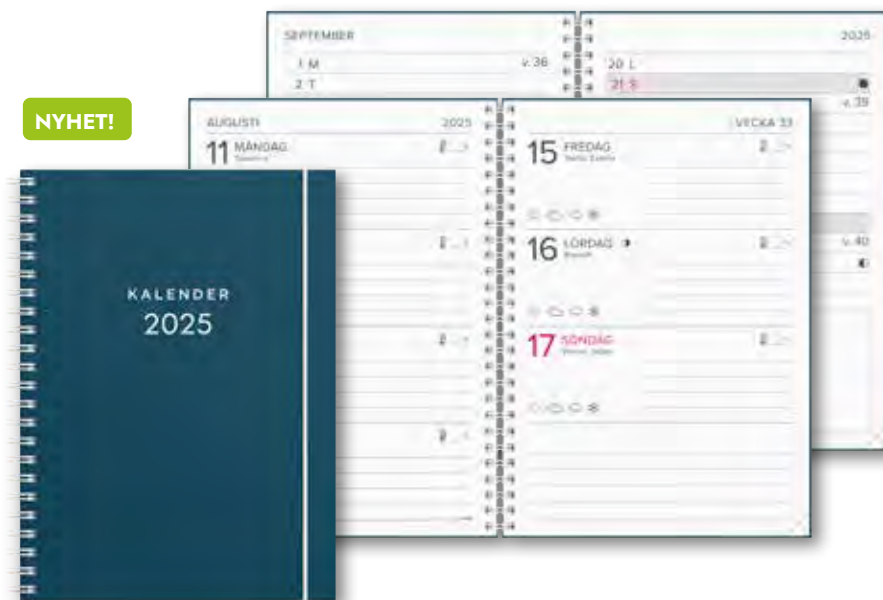 NYHET!
KALENDER
2025
SEPTEMBER
1 M
v. 36
2 T
2025
20 L
21 S
v. 39
v. 40
AUGUSTI
2025
11 MÅNDAG
VECKA 33
15 FREDAG
16 LÖRDAG
17 SÖNDAG